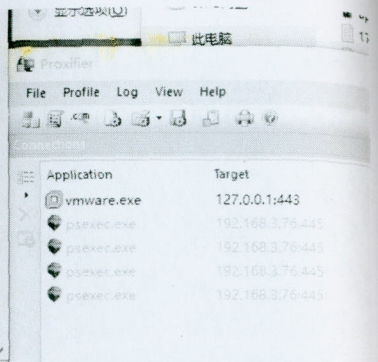 显示选项(O)
此电脑
Proxifier
File Profile Log View Help
.com
Connections
Application Target
vmware.exe 127.0.0.1:443
psexec.exe 192.168.3.76:445
psexec.exe 192.168.3.76:445
psexec.exe 192.168.3.76:445
psexec.exe 192.168.3.76:445